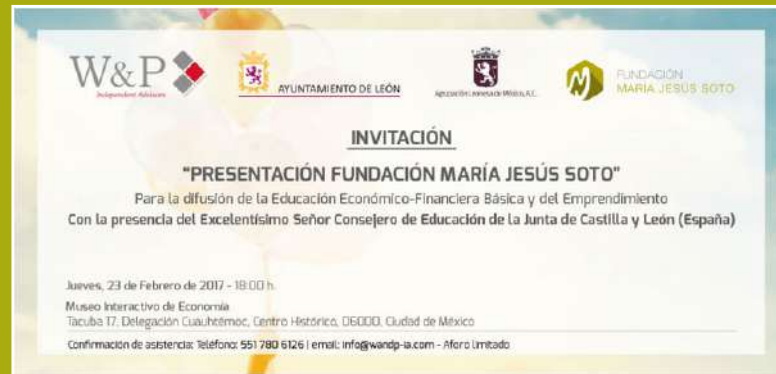 W&P
Independent Advisors
AYUNTAMIENTO DE LEÓN
Agrupación Leonesa de México, A.C.
FUNDACIÓN
MARÍA JESÚS SOTO
INVITACIÓN
"PRESENTACIÓN FUNDACIÓN MARÍA JESÚS SOTO"
Para la difusión de la Educación Económico-Financiera Básica y del Emprendimiento
Con la presencia del Excelentísimo Señor Consejero de Educación de la Junta de Castilla y León (España)
Jueves, 23 de Febrero de 2017 - 18:00 h.
Museo Interactivo de Economía
Tacuba 17, Delegación Cuauhtémoc, Centro Histórico, 06000, Ciudad de México
Confirmación de asistencia: Teléfono: 551 780 6126 | email: info@wandp-ia.com - Aforo limitado